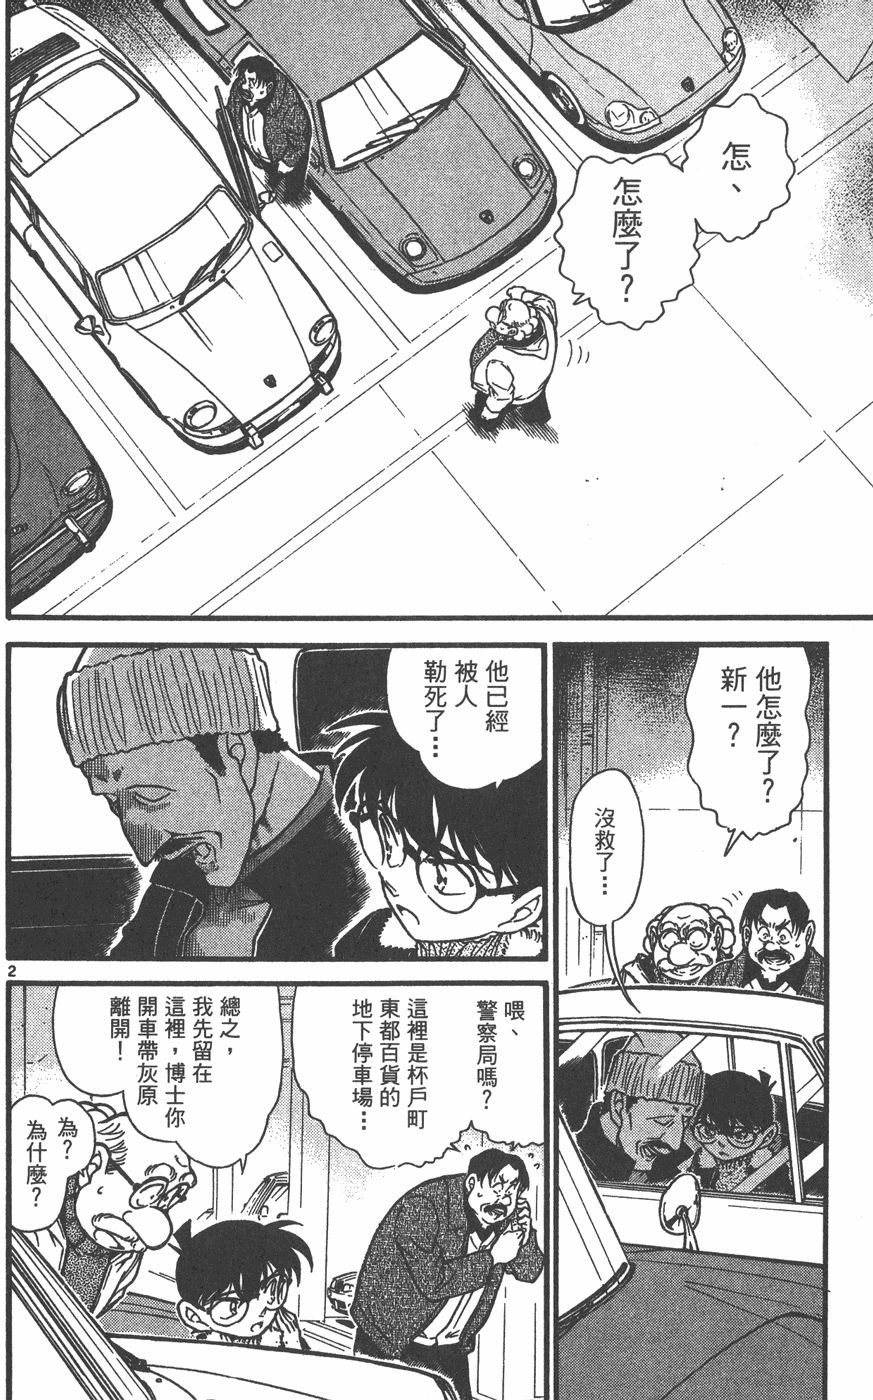 怎、
怎麼了？
他怎麼了？
新一？
沒救了…
他已經
被人
勒死了…
2
喂、
警察局嗎？
這裡是杯戶町
東都百貨的
地下停車場…
總之，
我先留在
這裡，博士你
開車帶灰原
離開！
為？
為什麼？